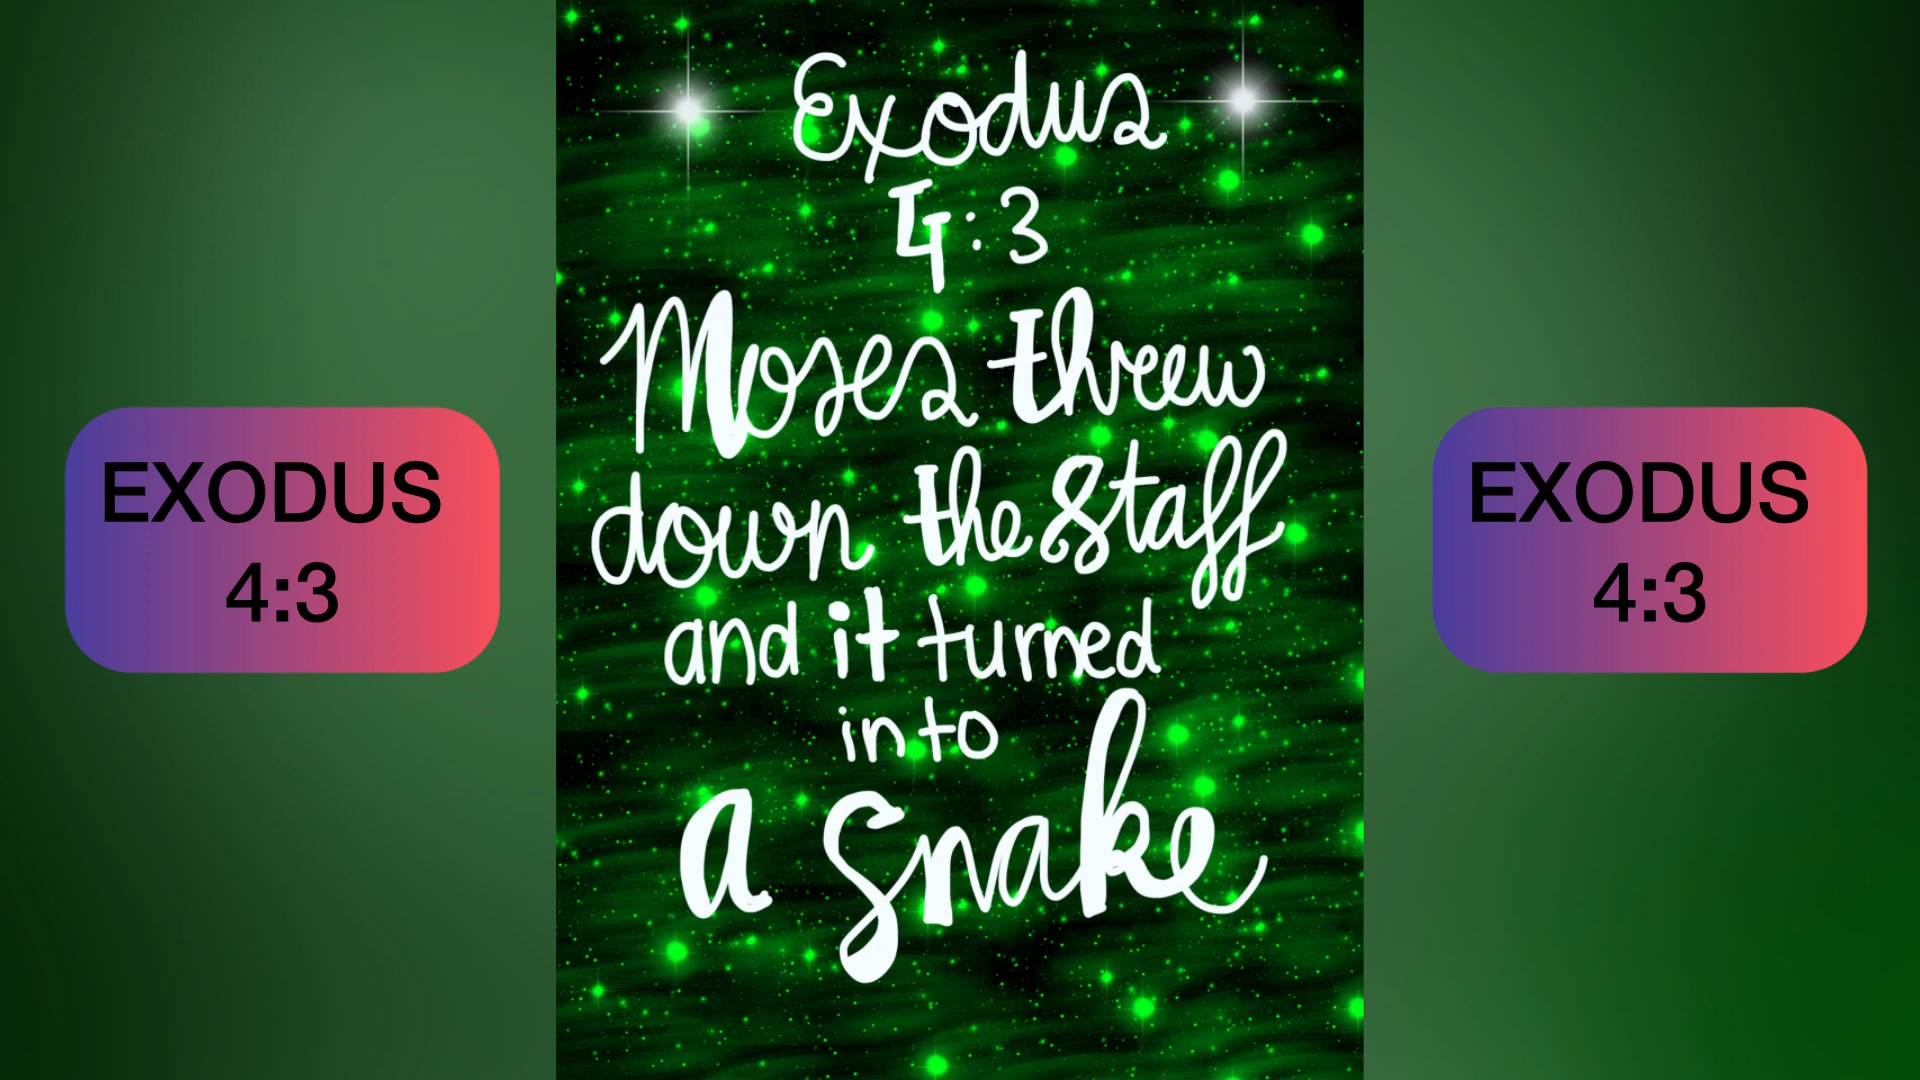 Exodus
4:3
Moses threw
down the staff
and it turned
into
a snake
EXODUS
4:3
EXODUS
4:3